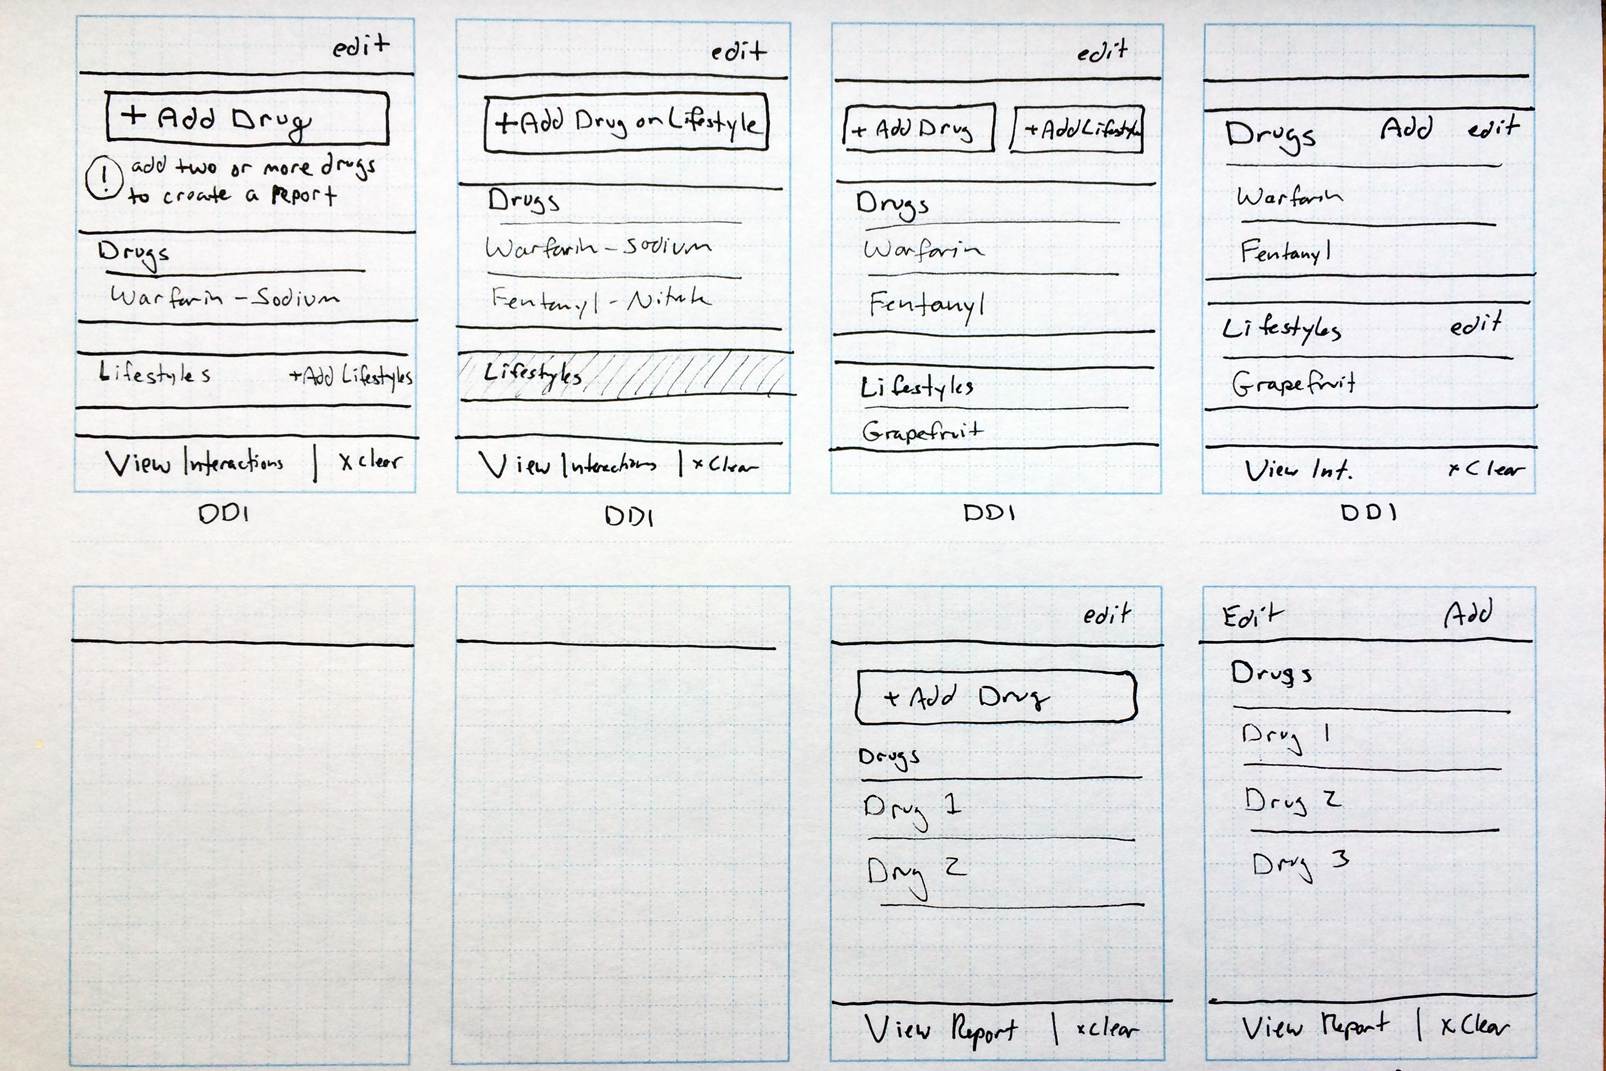 edit
+ Add Drug
! add two or more drugs
to create a report
Drugs
Warfarin - Sodium
Lifestyles +Add Lifestyles
View Interactions | x clear
DDI
edit
+Add Drug on Lifestyle
Drugs
Warfarin - Sodium
Fentanyl -
Lifestyles
View Interactions | x Clear
DDI
edit
+ Add Drug +Add Lifestyle
Drugs
Warfarin
Fentanyl
Lifestyles
Grapefruit
DDI
Drugs Add edit
Warfarin
Fentanyl
Lifestyles edit
Grapefruit
View Int. x Clear
DDI
edit
+ Add Drug
Drugs
Drug 1
Drug 2
View Report | x clear
Edit Add
Drugs
Drug 1
Drug 2
Drug 3
View Report | x Clear